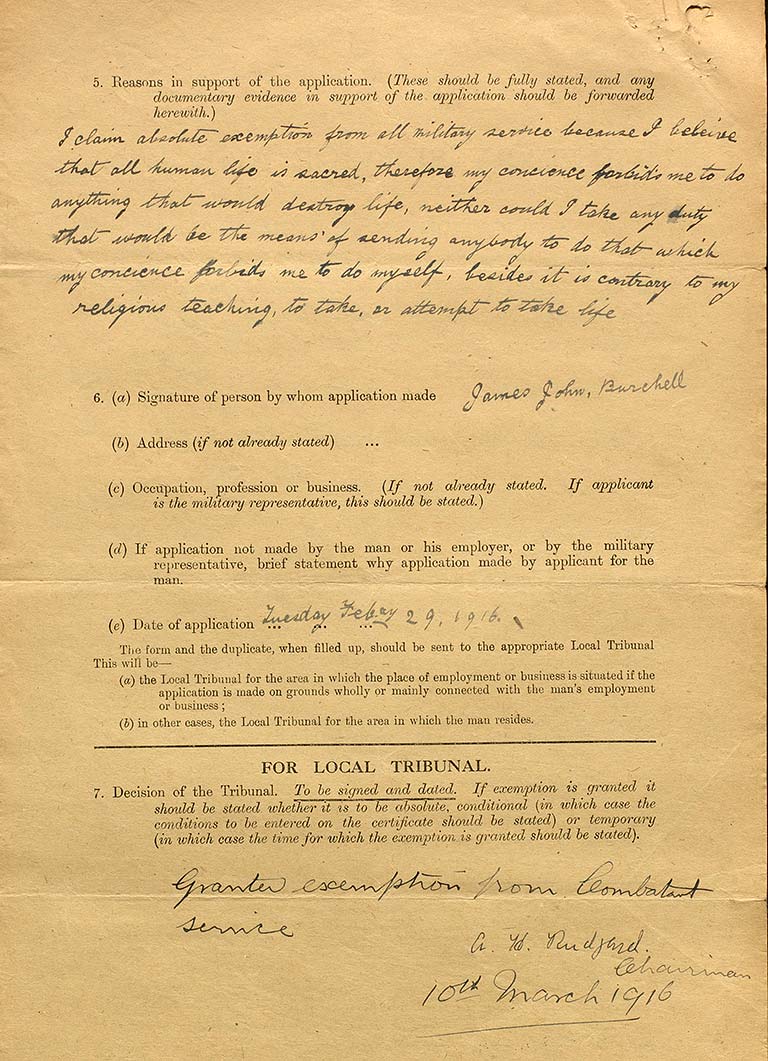 5. Reasons in support of the application. (These should be fully stated, and any
documentary evidence in support of the application should be forwarded
herewith.)
I claim absolute exemption from all military service because I beleive
that all human life is sacred, therefore my concience forbids me to do
anything that would destroy life, neither could I take any duty
that would be the means of sending anybody to do that which
my concience forbids me to do myself, besides it is contrary to my
religious teaching, to take, or attempt to take life
6. (a) Signature of person by whom application made James John, Burchell
(b) Address (if not already stated) ...
(c) Occupation, profession or business. (If not already stated. If applicant
is the military representative, this should be stated.)
(d) If application not made by the man or his employer, or by the military
representative, brief statement why application made by applicant for the
man.
(e) Date of application Tuesday Febay 29, 1916.
The form and the duplicate, when filled up, should be sent to the appropriate Local Tribunal
This will be—
(a) the Local Tribunal for the area in which the place of employment or business is situated if the
application is made on grounds wholly or mainly connected with the man's employment
or business;
(b) in other cases, the Local Tribunal for the area in which the man resides.
FOR LOCAL TRIBUNAL.
7. Decision of the Tribunal. To be signed and dated. If exemption is granted it
should be stated whether it is to be absolute, conditional (in which case the
conditions to be entered on the certificate should be stated) or temporary
(in which case the time for which the exemption is granted should be stated).
Granted exemption from Combatant
service
A. H.
Chairman
10th March 1916